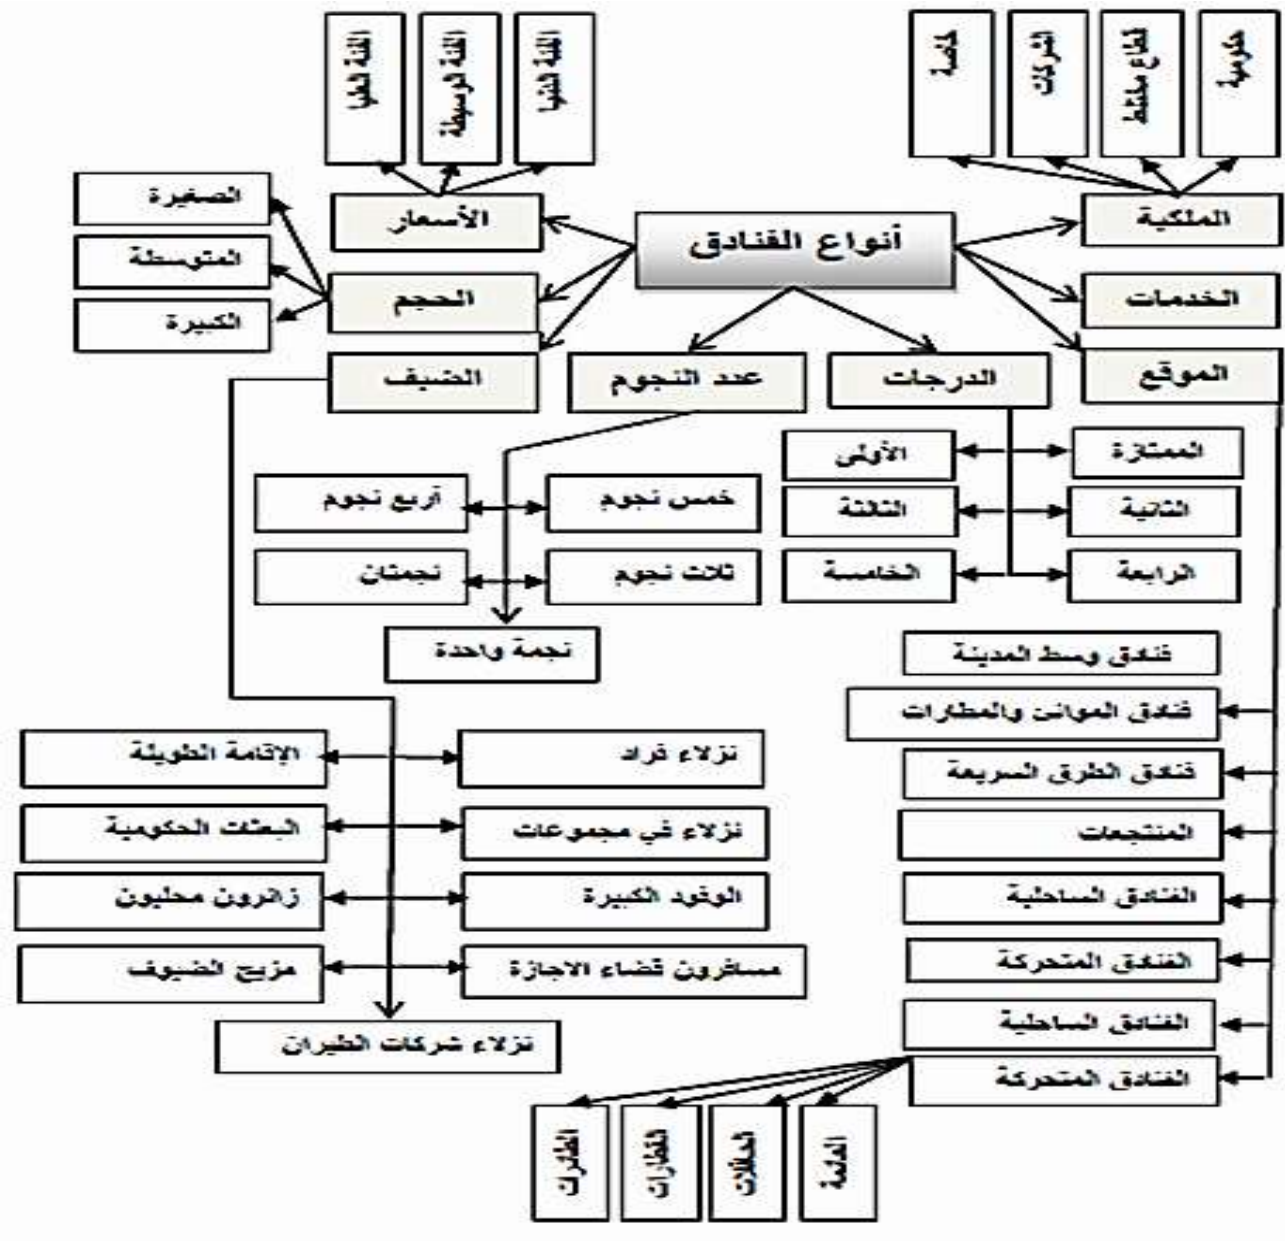 أنواع الفنادق
الملكية
حكومية
قطاع مختلط
الشركات
خاصة
الخدمات
الموقع
فنادق وسط المدينة
فنادق الموانئ والمطارات
فنادق الطرق السريعة
المنتجعات
الفنادق الساحلية
الفنادق المتحركة
الفنادق الساحلية
الفنادق المتحركة
العائمة
الحافلات
القطارات
الطائرات
الدرجات
الممتازة
الأولى
الثانية
الثالثة
الرابعة
الخامسة
عدد النجوم
خمس نجوم
أربع نجوم
ثلاث نجوم
نجمتان
نجمة واحدة
الأسعار
الفئة الدنيا
الفئة الوسيطة
الفئة العليا
الحجم
الصغيرة
المتوسطة
الكبيرة
الضيف
نزلاء فراد
الإقامة الطويلة
نزلاء في مجموعات
البعثات الحكومية
الوفود الكبيرة
زائرون محليون
مسافرون قضاء الاجازة
مزيج الضيوف
نزلاء شركات الطيران